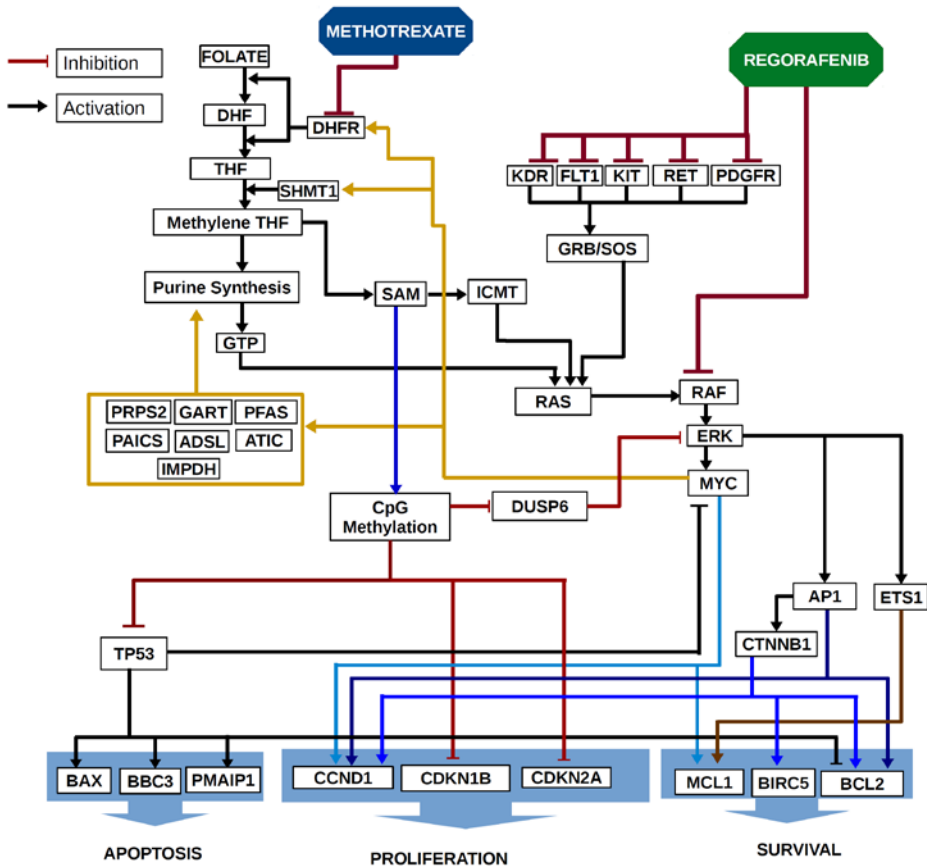 METHOTREXATE
REGORAFENIB
Inhibition
Activation
FOLATE
DHF
DHFR
THF
SHMT1
KDR
FLT1
KIT
RET
PDGFR
Methylene THF
GRB/SOS
Purine Synthesis
SAM
ICMT
GTP
RAS
RAF
PRPS2
GART
PFAS
PAICS
ADSL
ATIC
IMPDH
ERK
MYC
CpG
Methylation
DUSP6
AP1
ETS1
CTNNB1
TP53
BAX
BBC3
PMAIP1
CCND1
CDKN1B
CDKN2A
MCL1
BIRC5
BCL2
APOPTOSIS
PROLIFERATION
SURVIVAL